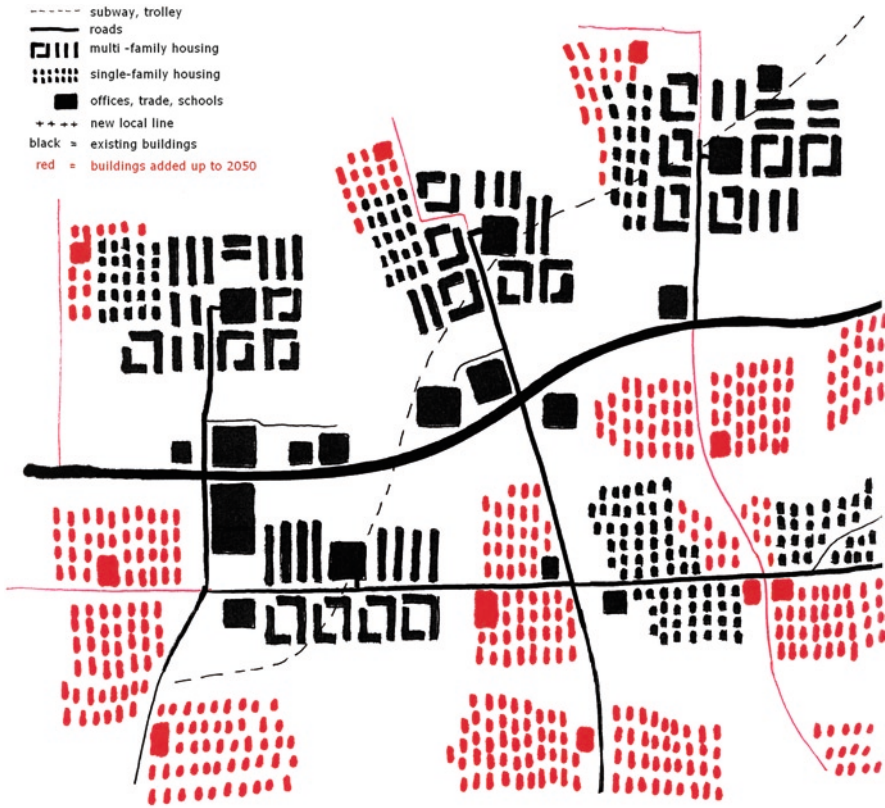 subway, trolley
roads
multi -family housing
single-family housing
offices, trade, schools
new local line
black = existing buildings
red = buildings added up to 2050